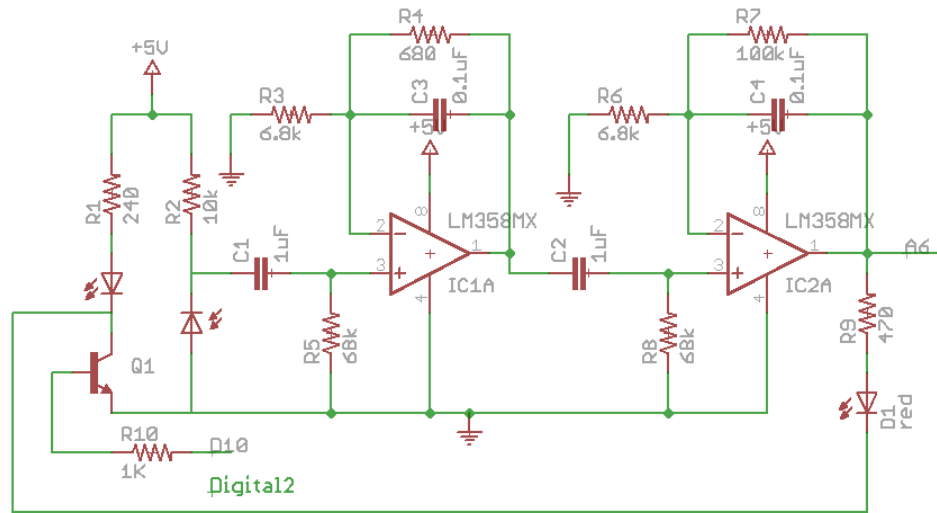 R4
680
C3
0.1uF
R7
100k
C4
0.1uF
+5V
R3
6.8k
+5V
R6
6.8k
+5V
R1
240
R2
10k
C1
1uF
8
2
3
1
4
LM358MX
IC1A
C2
1uF
8
2
3
1
4
LM358MX
IC2A
A6
R5
68k
R8
68k
R9
470
Q1
D1
red
R10
1K
D10
Digital2